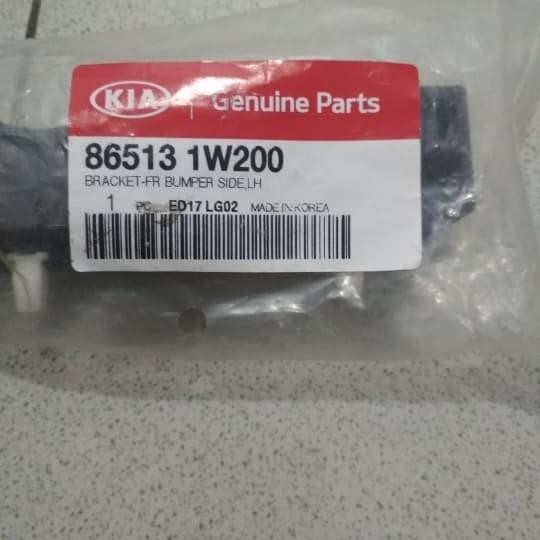 KIA Genuine Parts
86513 1W200
BRACKET-FR BUMPER SIDE,LH
1 PC ED17 LG02 MADE IN KOREA